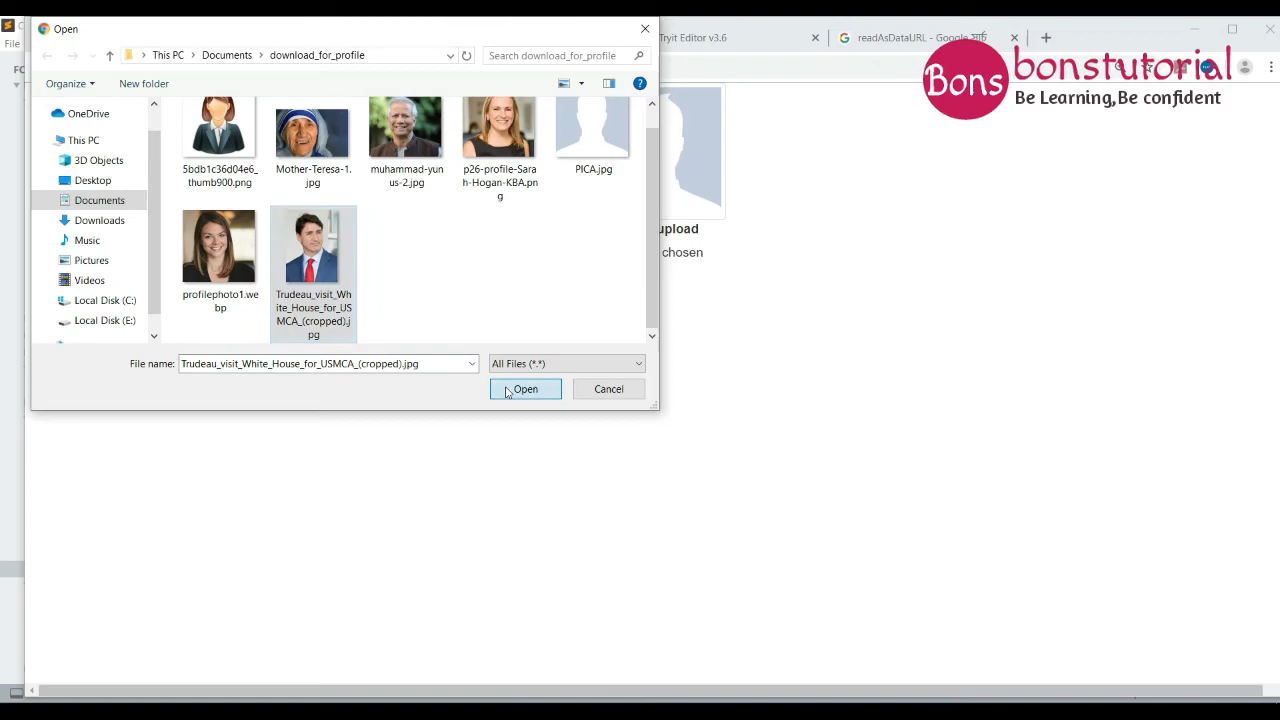 Open
Tryit Editor v3.6
readAsDataURL - Google
File
This PC
Documents
download_for_profile
Search download_for_profile
Bons
bonstutorial
Be Learning,Be confident
Organize
New folder
OneDrive
This PC
3D Objects
Desktop
Documents
Downloads
Music
Pictures
Videos
Local Disk (C:)
Local Disk (E:)
5bdb1c36d04e6_
thumb900.png
Mother-Teresa-1.
jpg
muhammad-yun
us-2.jpg
p26-profile-Sara
h-Hogan-KBA.pn
g
PICA.jpg
profilephoto1.we
bp
Trudeau_visit_Wh
ite_House_for_US
MCA_(cropped).j
pg
upload
chosen
File name:
Trudeau_visit_White_House_for_USMCA_(cropped).jpg
All Files (*.*)
Open
Cancel